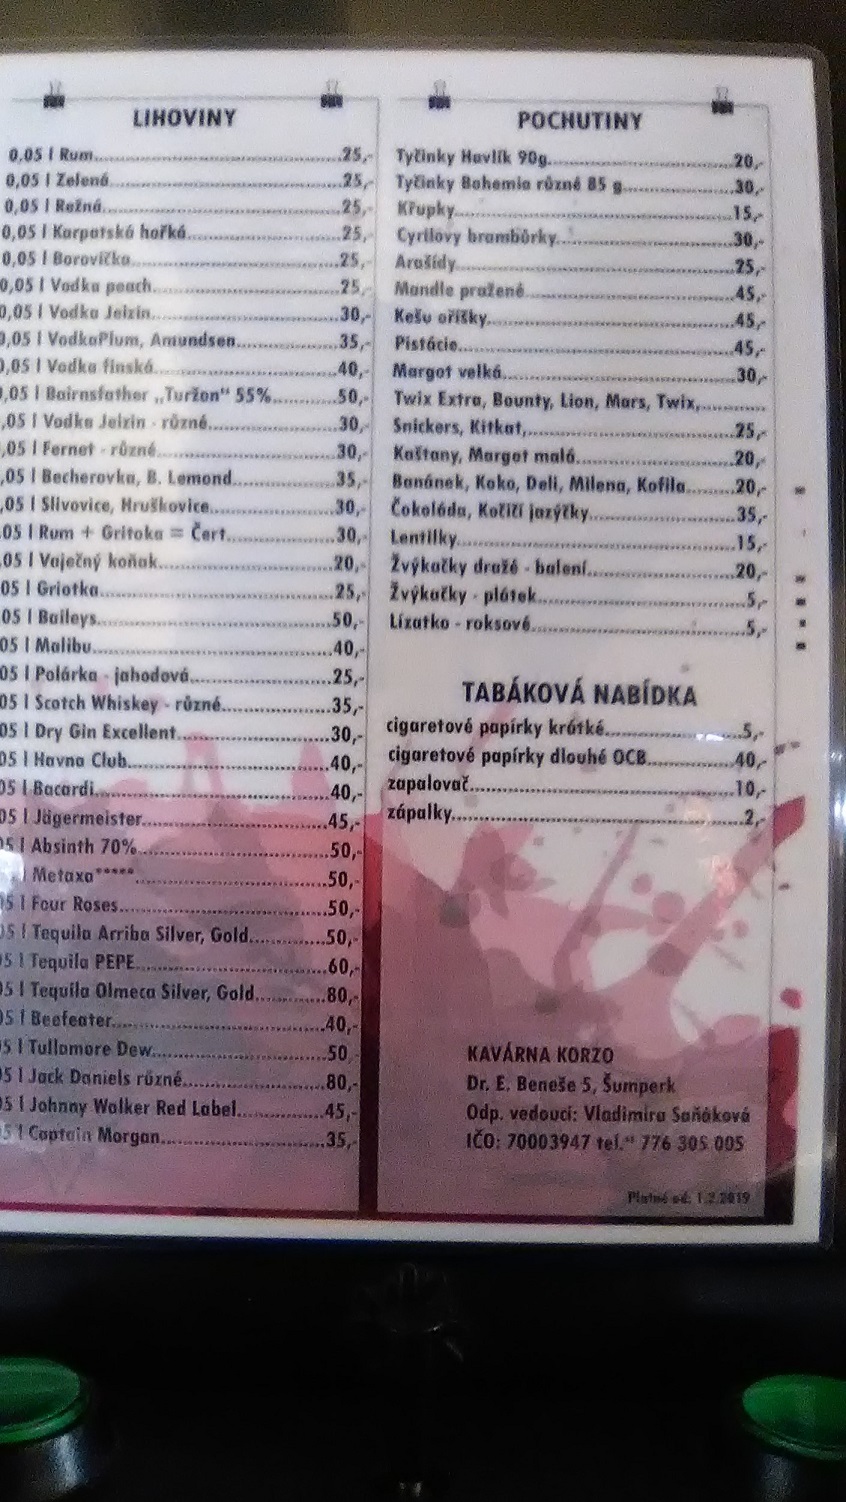 LIHOVINY
0,05 l Rum....25,-
0,05 l Zelená....25,-
0,05 l Režná....25,-
0,05 l Karpatská hořká....25,-
0,05 l Borovička....25,-
0,05 l Vodka peach....25,-
0,05 l Vodka Jelzin....30,-
0,05 l VodkaPlum, Amundsen....35,-
0,05 l Vodka finská....40,-
0,05 l Bairnsfather „Turžon“ 55%....50,-
,05 l Vodka Jelzin - různé....30,-
,05 l Fernet - různé....30,-
,05 l Becherovka, B. Lemond....35,-
,05 l Slivovice, Hruškovice....30,-
05 l Rum + Gritoka = Čert....30,-
,05 l Vaječný koňak....20,-
05 l Griotka....25,-
05 l Baileys....50,-
05 l Malibu....40,-
05 l Polárka - jahodová....25,-
05 l Scotch Whiskey - různé....35,-
05 l Dry Gin Excellent....30,-
05 l Havna Club....40,-
05 l Bacardi....40,-
05 l Jägermeister....45,-
05 l Absinth 70%....50,-
l Metaxa*****....50,-
05 l Four Roses....50,-
05 l Tequila Arriba Silver, Gold....50,-
05 l Tequila PEPE....60,-
05 l Tequila Olmeca Silver, Gold....80,-
05 l Beefeater....40,-
05 l Tullamore Dew....50,-
05 l Jack Daniels různé....80,-
05 l Johnny Walker Red Label....45,-
05 l Captain Morgan....35,-
POCHUTINY
Tyčinky Havlík 90g....20,-
Tyčinky Bohemia různé 85 g....30,-
Křupky....15,-
Cyrilovy brambůrky....30,-
Arašídy....25,-
Mandle pražené....45,-
Kešu oříšky....45,-
Pistácie....45,-
Margot velká....30,-
Twix Extra, Bounty, Lion, Mars, Twix,....
Snickers, Kitkat,....25,-
Kaštany, Margot malá....20,-
Banánek, Koko, Deli, Milena, Kofila....20,-
Čokoláda, Kočičí jazýčky....35,-
Lentilky....15,-
Žvýkačky dražé - balení....20,-
Žvýkačky - plátek....5,-
Lízatko - roksové....5,-
TABÁKOVÁ NABÍDKA
cigaretové papírky krátké....5,-
cigaretové papírky dlouhé OCB....40,-
zapalovač....10,-
zápalky....2,-
KAVÁRNA KORZO
Dr. E. Beneše 5, Šumperk
Odp. vedoucí: Vladimíra Saňáková
IČO: 70003947 tel." 776 305 005
Platné od: 1.2.2019